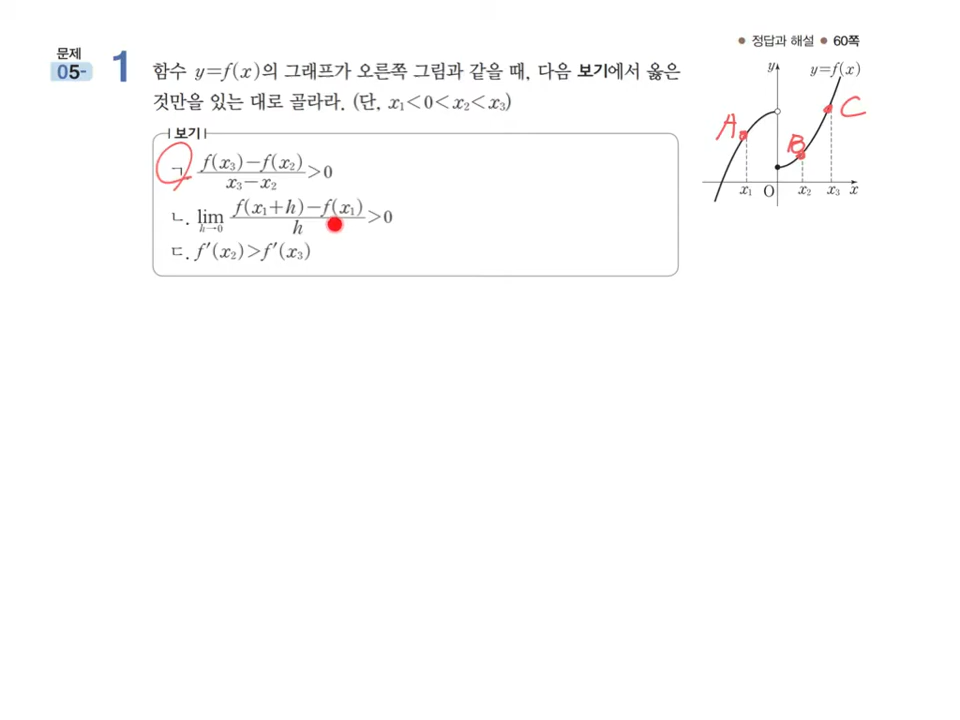 ● 정답과 해설 ● 60쪽
문제
05- 1 함수 y=f(x)의 그래프가 오른쪽 그림과 같을 때, 다음 보기에서 옳은
것만을 있는 대로 골라라. (단, x₁<0<x₂<x₃)
보기
ㄱ. f(x₃)−f(x₂) / x₃−x₂ >0
ㄴ. lim h→0 f(x₁+h)−f(x₁) / h >0
ㄷ. f′(x₂)>f′(x₃)
y y=f(x)
A B C
x₁ O x₂ x₃ x